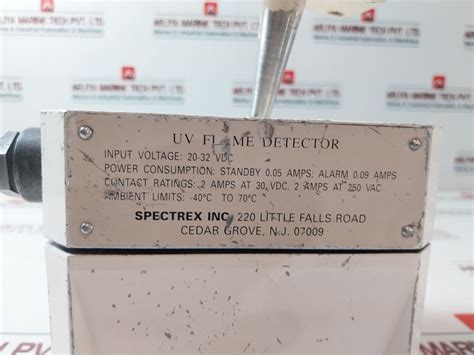 UV FLAME DETECTOR
INPUT VOLTAGE: 20-32 VDC
POWER CONSUMPTION: STANDBY 0.05 AMPS; ALARM 0.09 AMPS
CONTACT RATINGS: 2 AMPS AT 30 VDC, 2 AMPS AT 250 VAC
AMBIENT LIMITS: -40°C TO 70°C
SPECTREX INC. 220 LITTLE FALLS ROAD
CEDAR GROVE, N.J. 07009